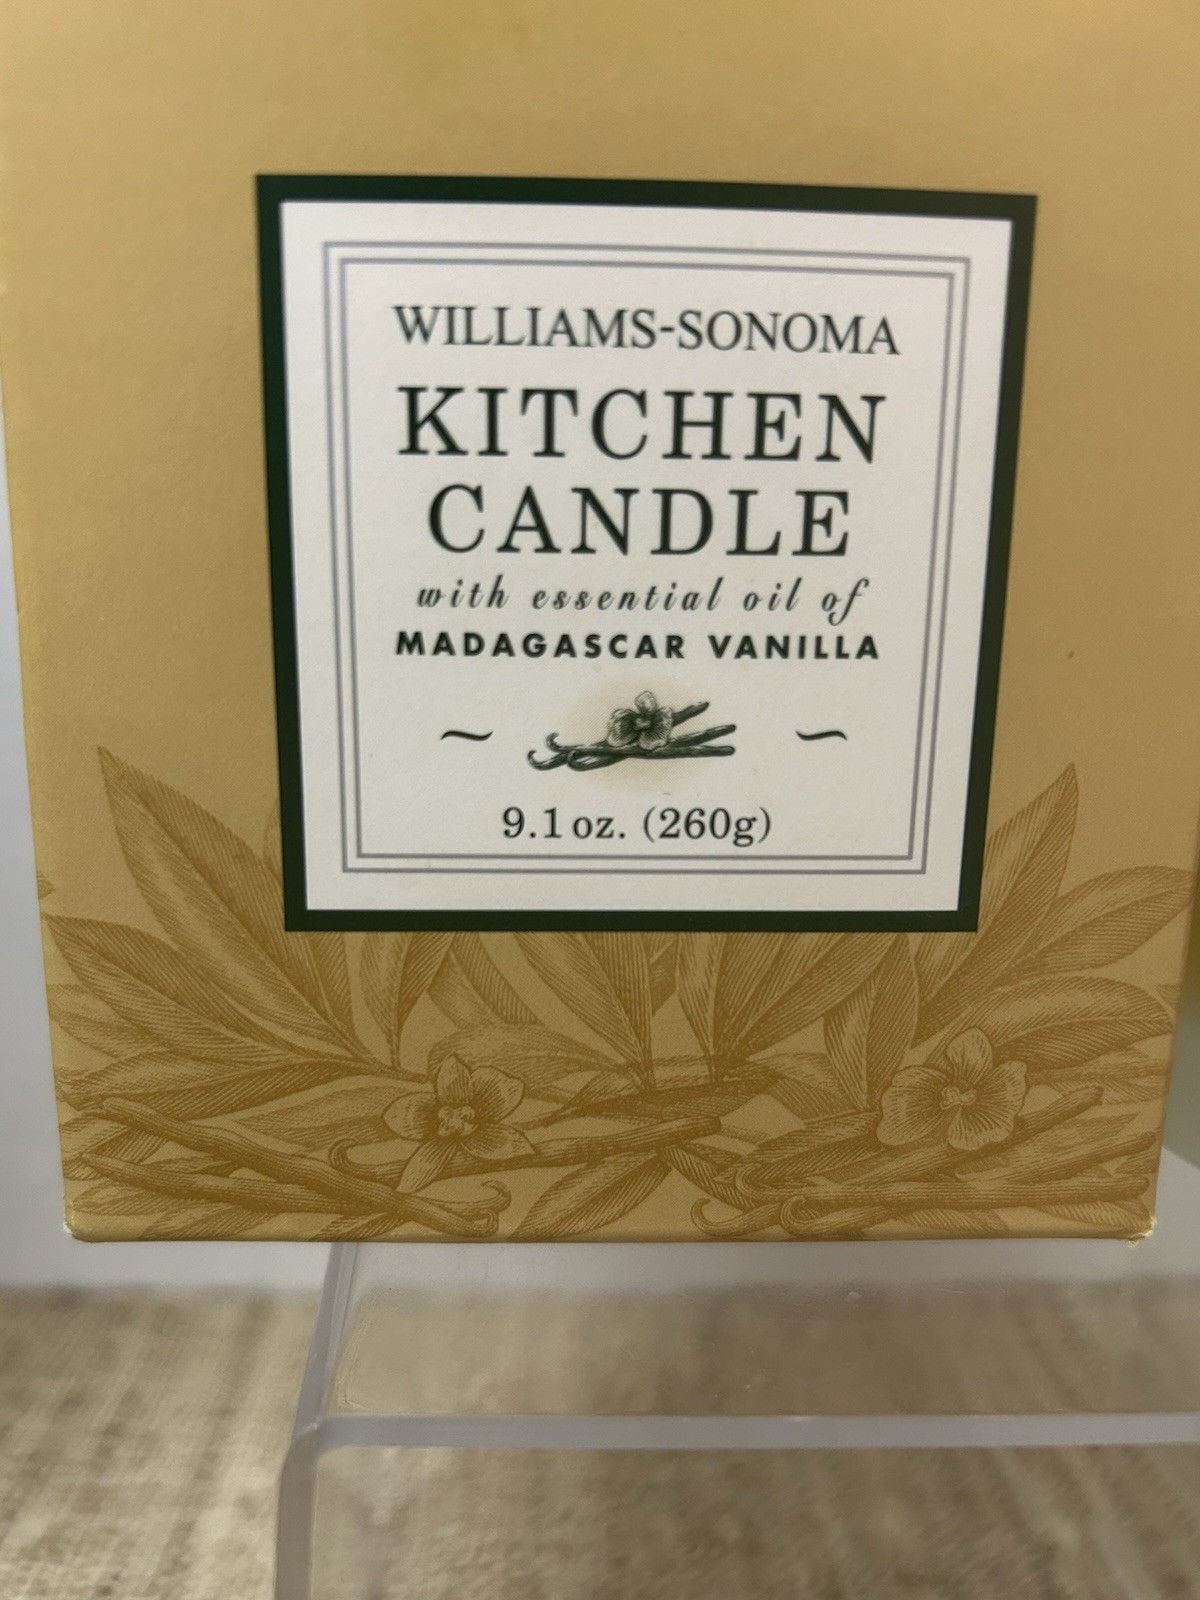 WILLIAMS-SONOMA
KITCHEN
CANDLE
with essential oil of
MADAGASCAR VANILLA
9.1 oz. (260g)